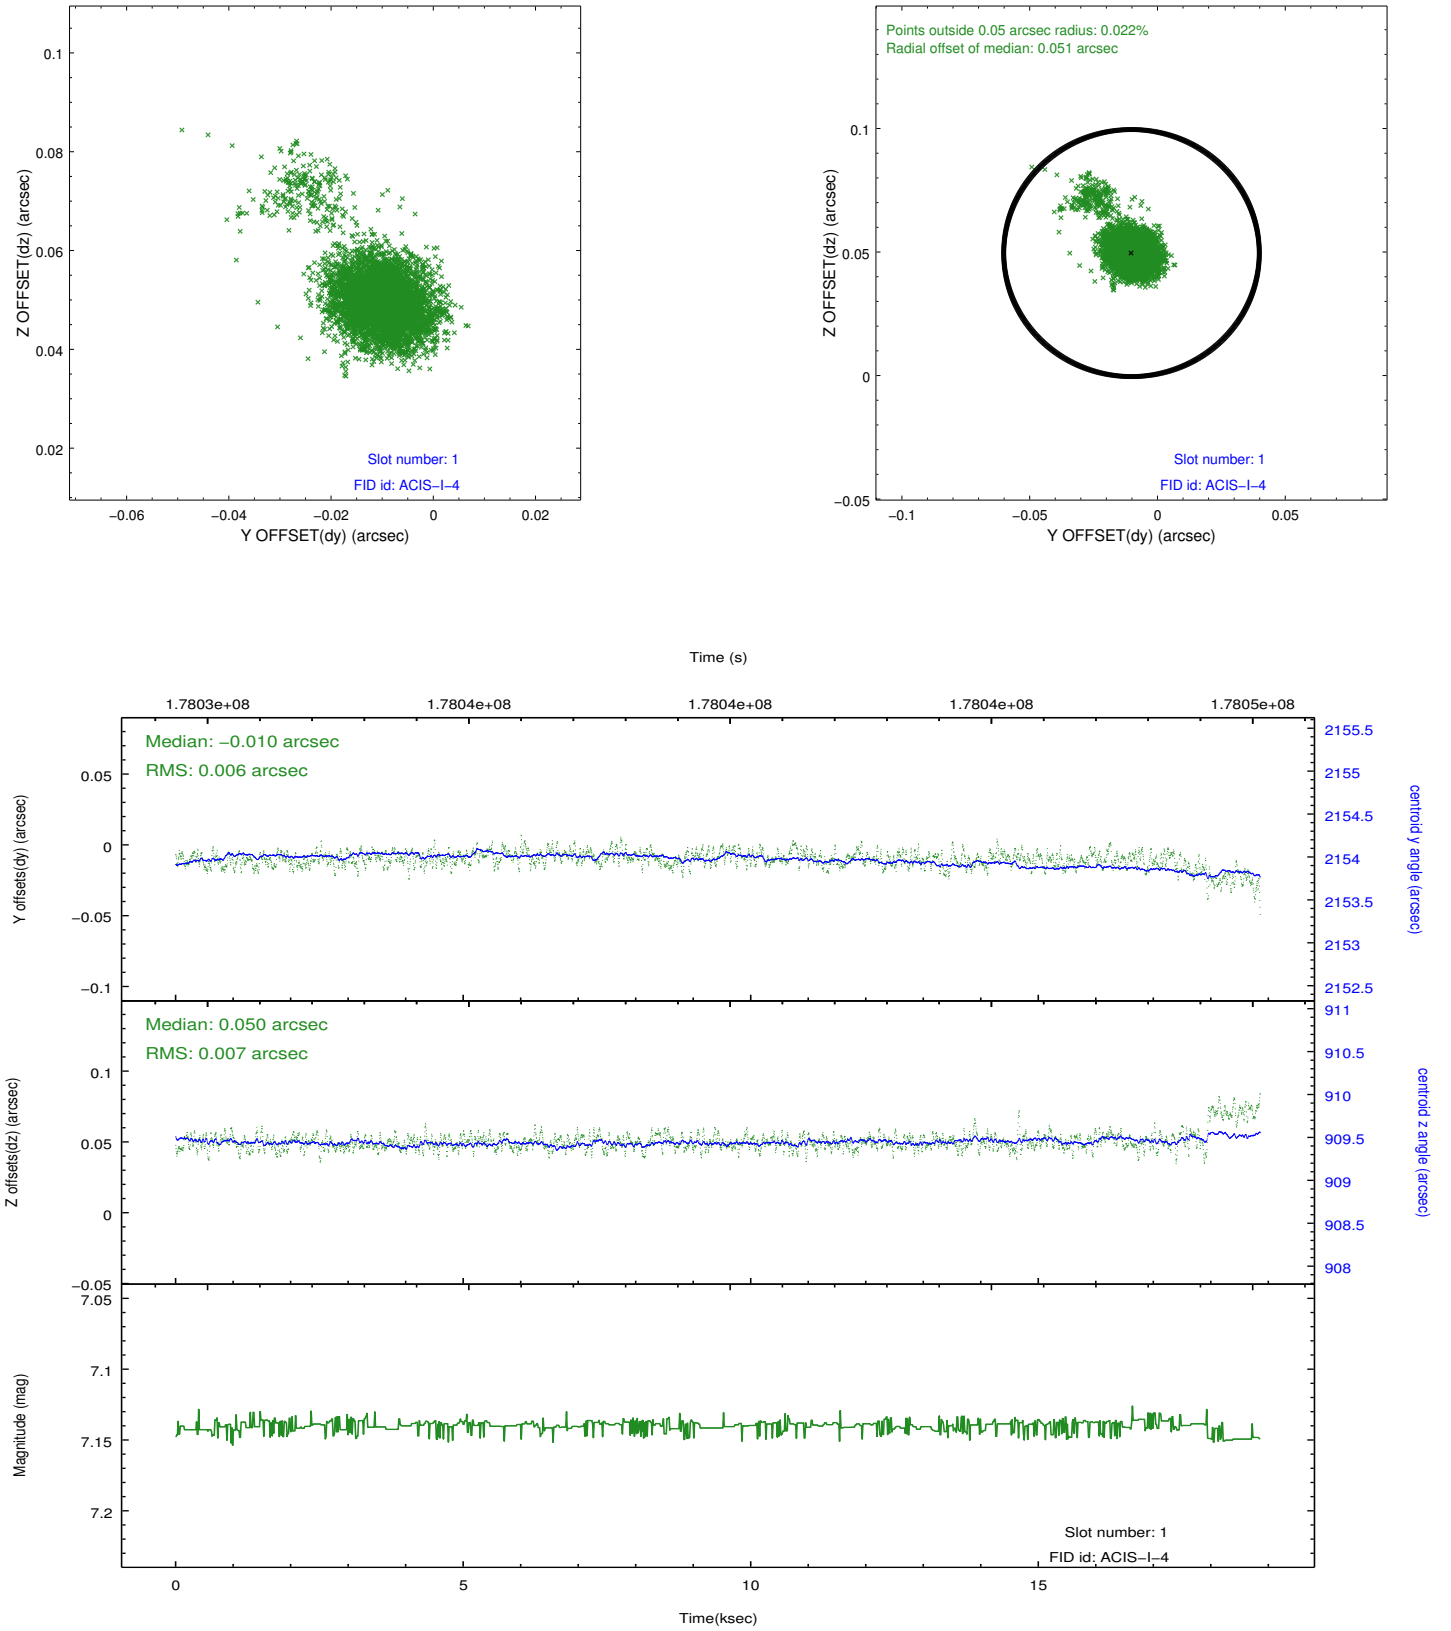 0.1
0.08
0.06
0.04
0.02
Z OFFSET(dz) (arcsec)
Slot number: 1
FID id: ACIS−I−4
−0.06 −0.04 −0.02 0 0.02
Y OFFSET(dy) (arcsec)
Points outside 0.05 arcsec radius: 0.022%
Radial offset of median: 0.051 arcsec
0.1
0.05
0
−0.05
Z OFFSET(dz) (arcsec)
Slot number: 1
FID id: ACIS−I−4
−0.1 −0.05 0 0.05
Y OFFSET(dy) (arcsec)
Time (s)
1.7803e+08 1.7804e+08 1.7804e+08 1.7804e+08 1.7805e+08
Median: −0.010 arcsec
RMS: 0.006 arcsec
0.05
0
−0.05
−0.1
Y offsets(dy) (arcsec)
2155.5
2155
2154.5
2154
2153.5
2153
2152.5
centroid y angle (arcsec)
Median: 0.050 arcsec
RMS: 0.007 arcsec
0.1
0.05
0
−0.05
Z offsets(dz) (arcsec)
911
910.5
910
909.5
909
908.5
908
centroid z angle (arcsec)
7.05
7.1
7.15
7.2
Magnitude (mag)
Slot number: 1
FID id: ACIS−I−4
0 5 10 15
Time(ksec)